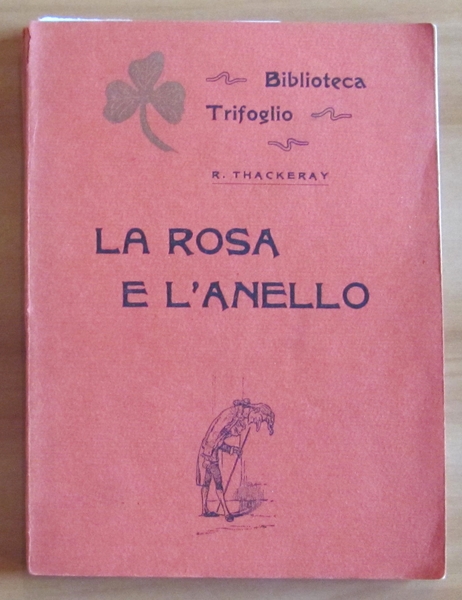 Biblioteca
Trifoglio
R. THACKERAY
LA ROSA
E L'ANELLO